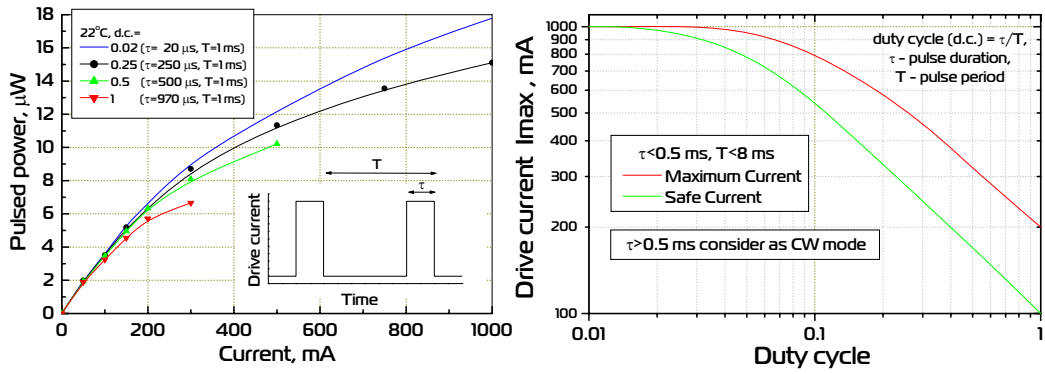 Pulsed power, μW
18
16
14
12
10
8
6
4
2
0
22°C, d.c.=
0.02 (τ= 20 μs, T=1 ms)
0.25 (τ=250 μs, T=1 ms)
0.5 (τ=500 μs, T=1 ms)
1 (τ=970 μs, T=1 ms)
T
τ
Drive current
Time
0 200 400 600 800 1000
Current, mA
Drive current Imax, mA
1000
900
800
700
600
500
400
300
200
100
duty cycle (d.c.) = τ/T,
τ - pulse duration,
T - pulse period
τ<0.5 ms, T<8 ms
Maximum Current
Safe Current
τ>0.5 ms consider as CW mode
0.01 0.1 1
Duty cycle